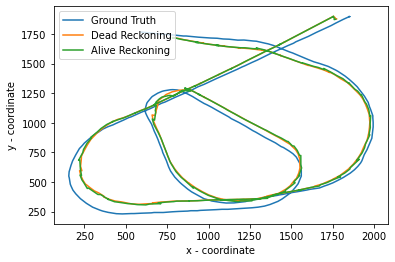 Ground Truth
Dead Reckoning
Alive Reckoning
1750
1500
1250
1000
750
500
250
y - coordinate
250 500 750 1000 1250 1500 1750 2000
x - coordinate